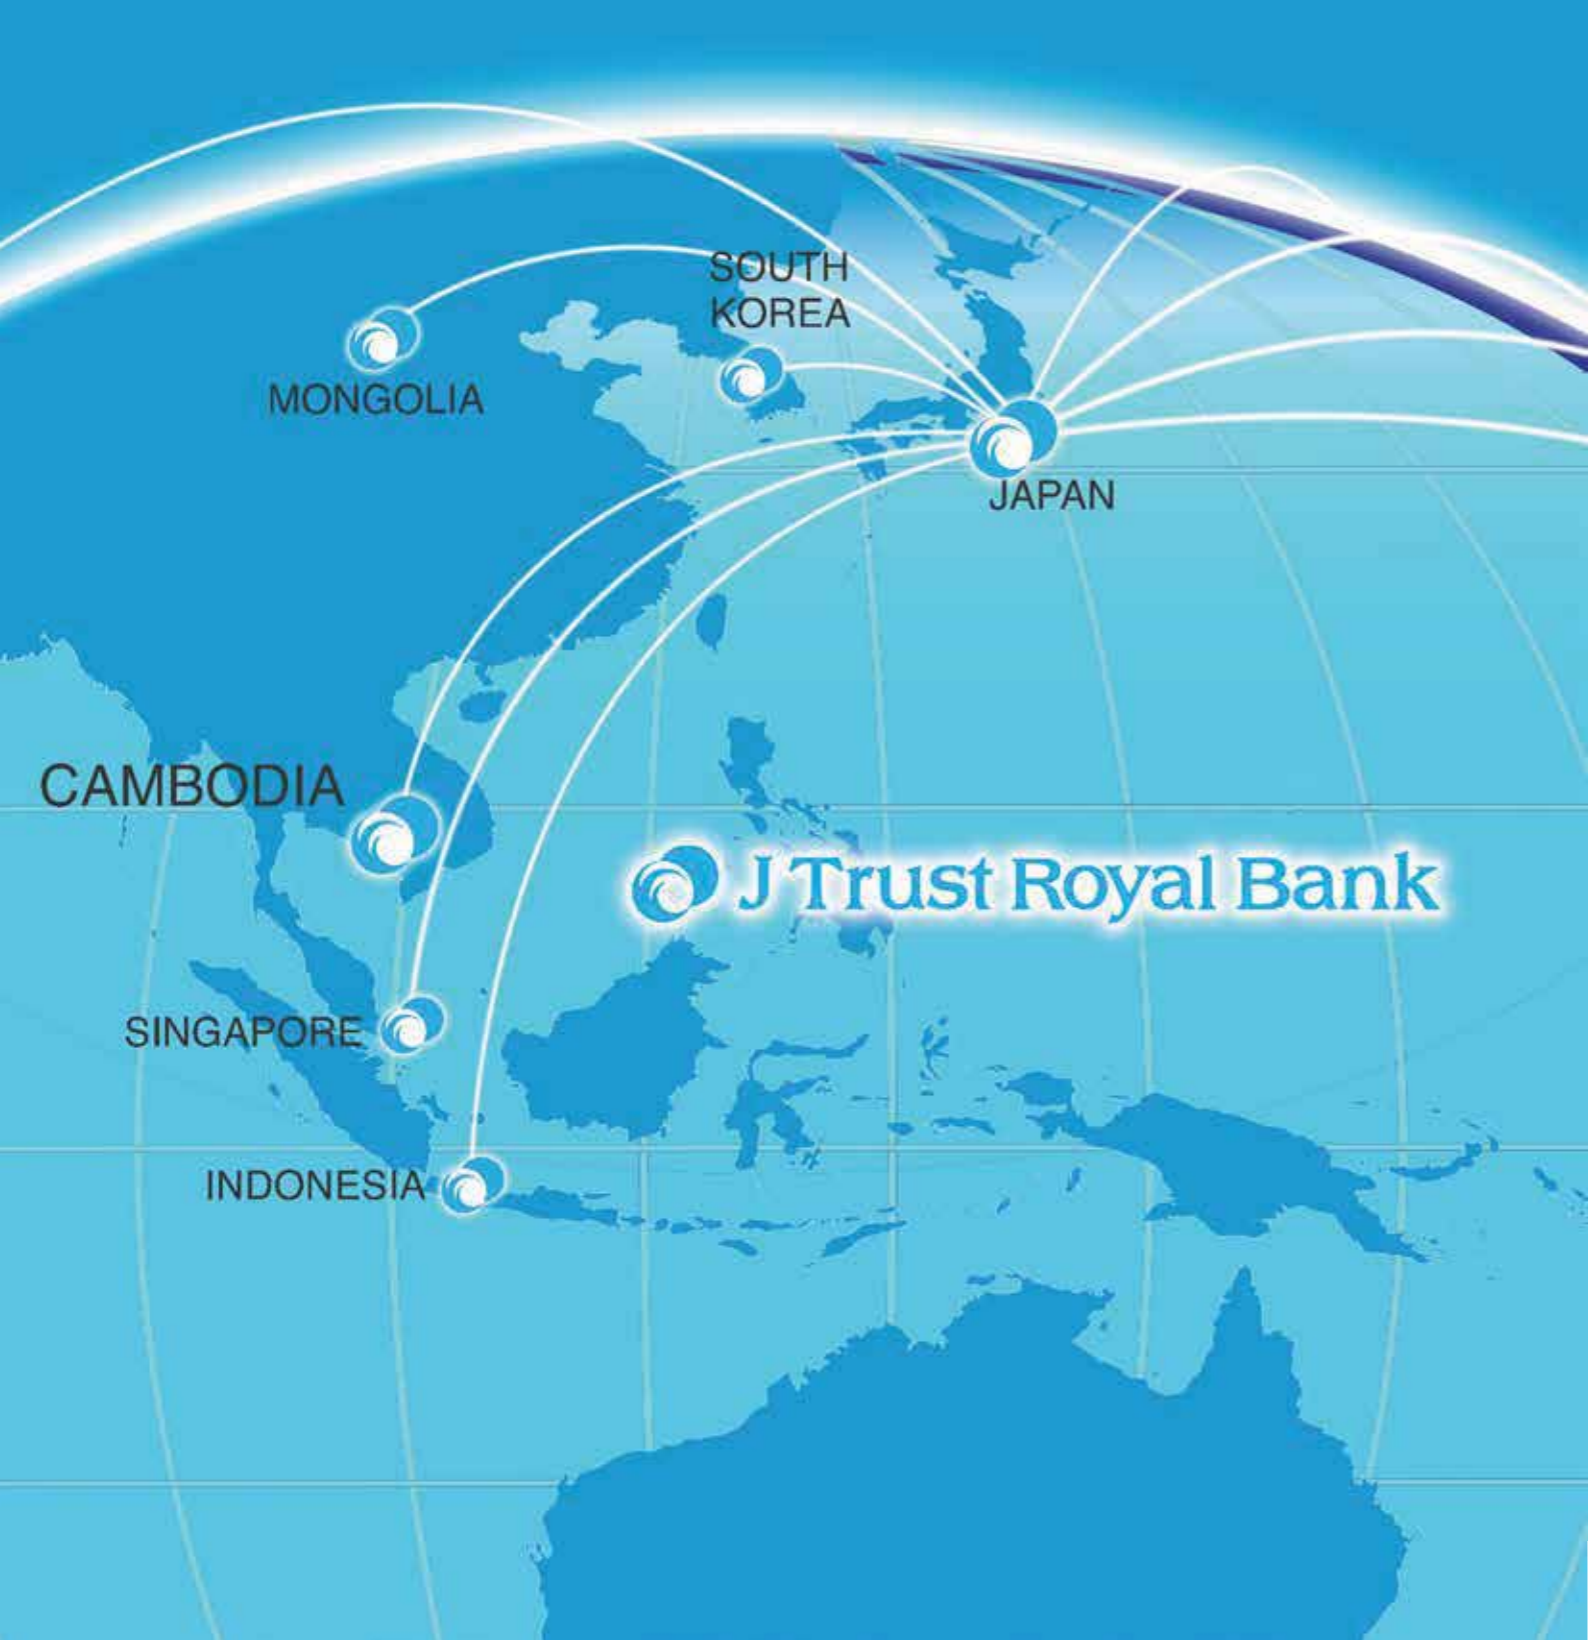 SOUTH
KOREA
MONGOLIA
JAPAN
CAMBODIA
J Trust Royal Bank
SINGAPORE
INDONESIA